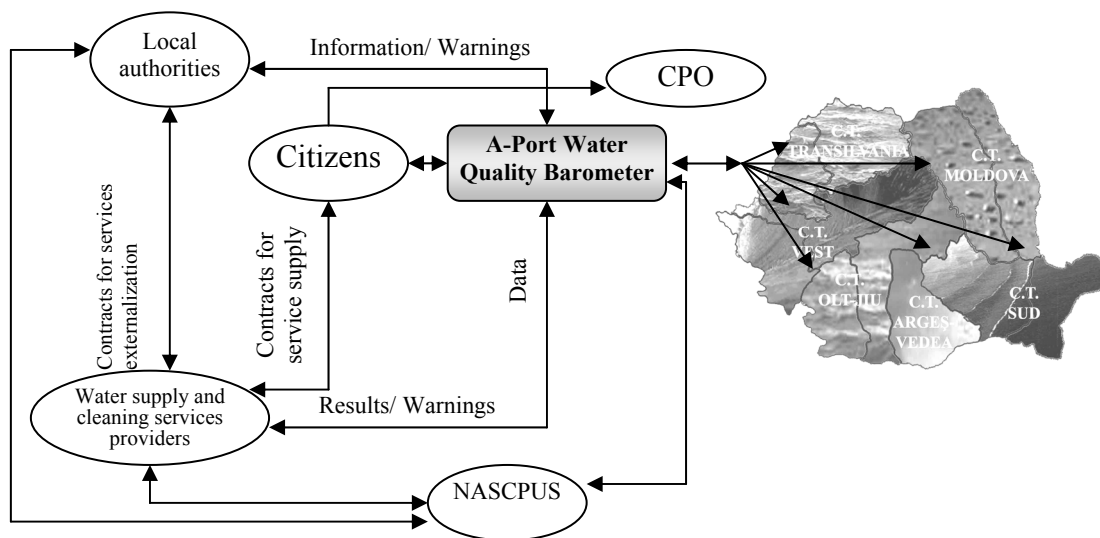 Local
authorities
Information/ Warnings
CPO
Citizens
A-Port Water
Quality Barometer
C.T.
TRANSILVANIA
C.T.
MOLDOVA
C.T.
VEST
C.T.
OLT-JIU
C.T.
ARGES-
VEDEA
C.T.
SUD
Contracts for services
externalization
Contracts for
service supply
Data
Water supply and
cleaning services
providers
Results/ Warnings
NASCPUS